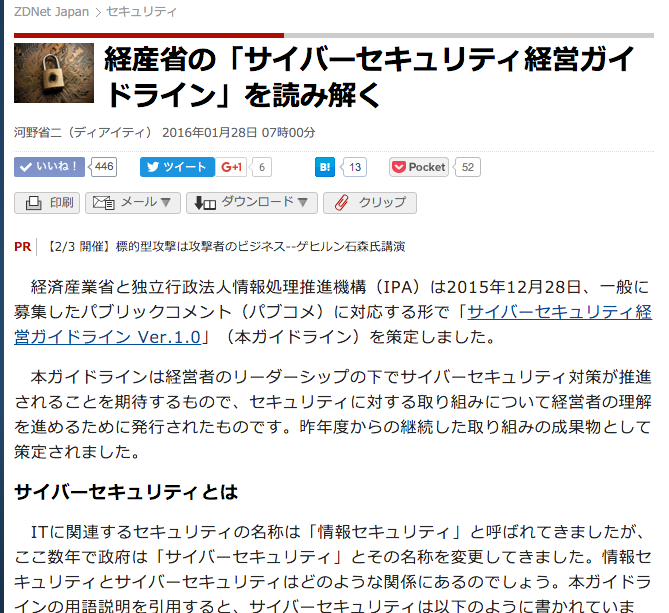 ZDNet Japan > セキュリティ
経産省の「サイバーセキュリティ経営ガイ
ドライン」を読み解く
河野省二（ディアイティ） 2016年01月28日 07時00分
いいね！ 446 ツイート G+1 6 B! 13 Pocket 52
印刷 メール▼ ダウンロード▼ クリップ
PR 【2/3 開催】標的型攻撃は攻撃者のビジネス--ゲヒルン石森氏講演
経済産業省と独立行政法人情報処理推進機構（IPA）は2015年12月28日、一般に
募集したパブリックコメント（パブコメ）に対応する形で「サイバーセキュリティ経
営ガイドライン Ver.1.0」（本ガイドライン）を策定しました。
本ガイドラインは経営者のリーダーシップの下でサイバーセキュリティ対策が推進
されることを期待するもので、セキュリティに対する取り組みについて経営者の理解
を進めるために発行されたものです。昨年度からの継続した取り組みの成果物として
策定されました。
サイバーセキュリティとは
ITに関連するセキュリティの名称は「情報セキュリティ」と呼ばれてきましたが、
ここ数年で政府は「サイバーセキュリティ」とその名称を変更してきました。情報セ
キュリティとサイバーセキュリティはどのような関係にあるのでしょう。本ガイドラ
インの用語説明を引用すると、サイバーセキュリティは以下のように書かれていま